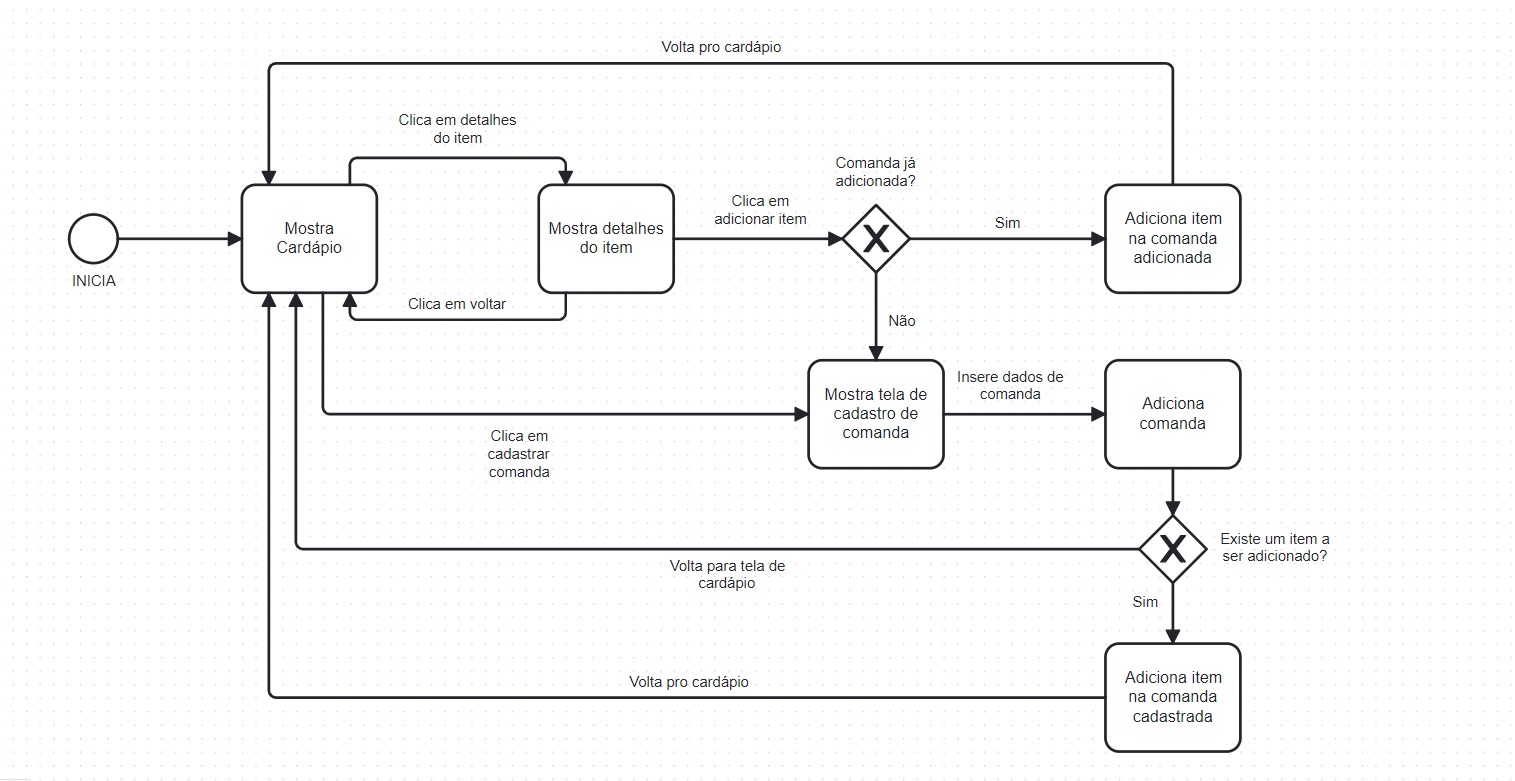 Volta pro cardápio
Clica em detalhes
do item
Comanda já
adicionada?
Clica em
adicionar item
Sim
Mostra
Cardápio
Mostra detalhes
do item
Adiciona item
na comanda
adicionada
INICIA
Clica em voltar
Não
Mostra tela de
cadastro de
comanda
Insere dados de
comanda
Adiciona
comanda
Clica em
cadastrar
comanda
Existe um item a
ser adicionado?
Volta para tela de
cardápio
Sim
Adiciona item
na comanda
cadastrada
Volta pro cardápio